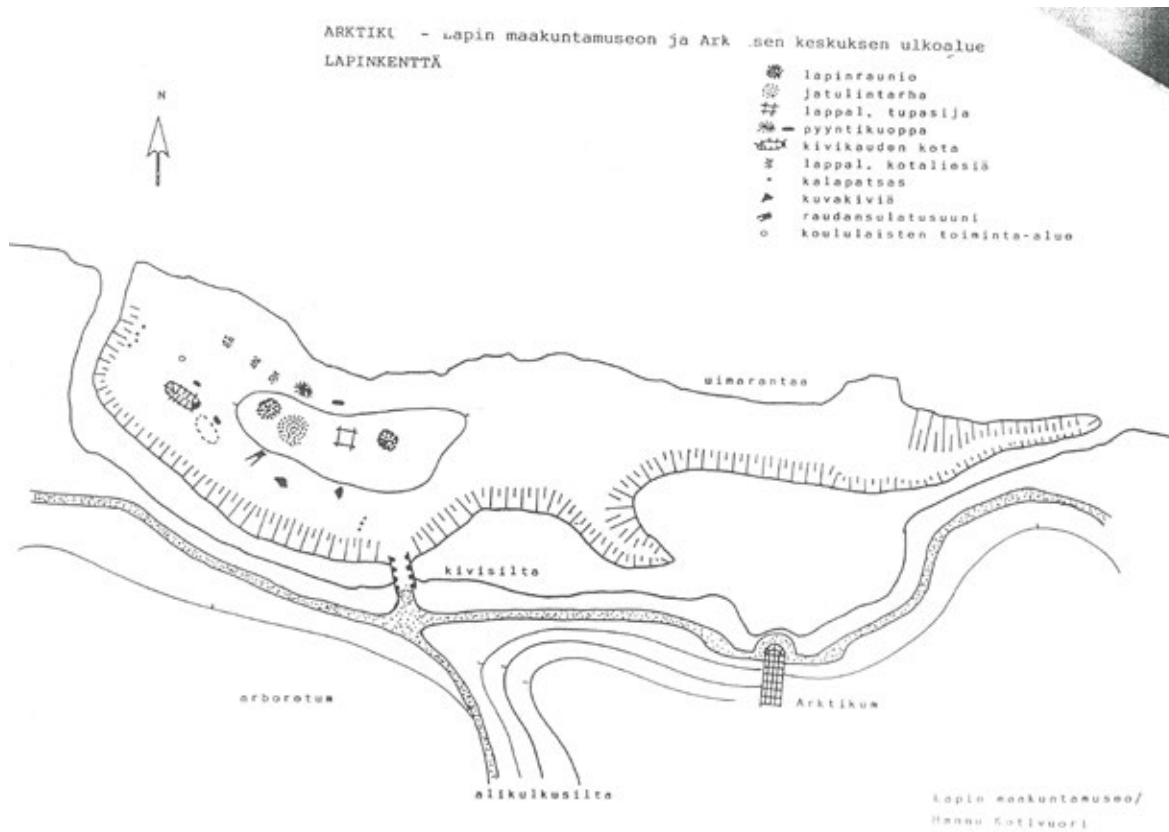 ARKTIKU - Lapin maakuntamuseon ja Ark sen keskuksen ulkoalue
LAPINKENTTÄ
N
lapinraunio
jatulintarha
lappal. tupasija
pyyntikuoppa
kivikauden kota
lappal. kotaliesiä
kalapatsas
kuvakiviä
raudansulatusuuni
koululaisten toiminta-alue
uimarantaa
kivisilta
arboretum
Arktikum
alikulkusilta
Lapin maakuntamuseo/
Hannu Kotivuori